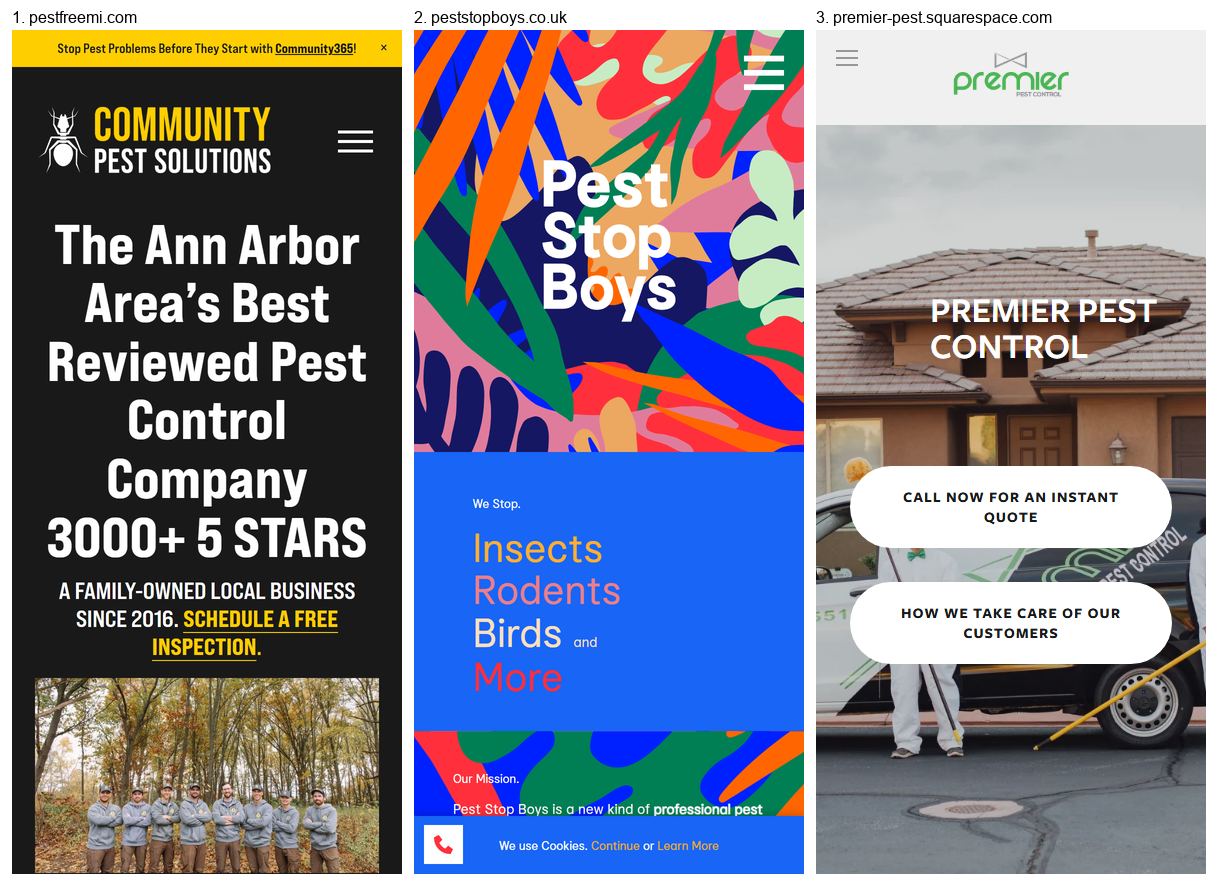 1. pestfreemi.com
Stop Pest Problems Before They Start with Community365!
×
COMMUNITY
PEST SOLUTIONS
The Ann Arbor
Area’s Best
Reviewed Pest
Control
Company
3000+ 5 STARS
A FAMILY-OWNED LOCAL BUSINESS
SINCE 2016. SCHEDULE A FREE
INSPECTION.
2. peststopboys.co.uk
Pest
Stop
Boys
We Stop.
Insects
Rodents
Birds and
More
Our Mission.
Pest Stop Boys is a new kind of professional pest
We use Cookies. Continue or Learn More
3. premier-pest.squarespace.com
premier
PEST CONTROL
PREMIER PEST
CONTROL
CALL NOW FOR AN INSTANT
QUOTE
PEST CONTROL
HOW WE TAKE CARE OF OUR
CUSTOMERS